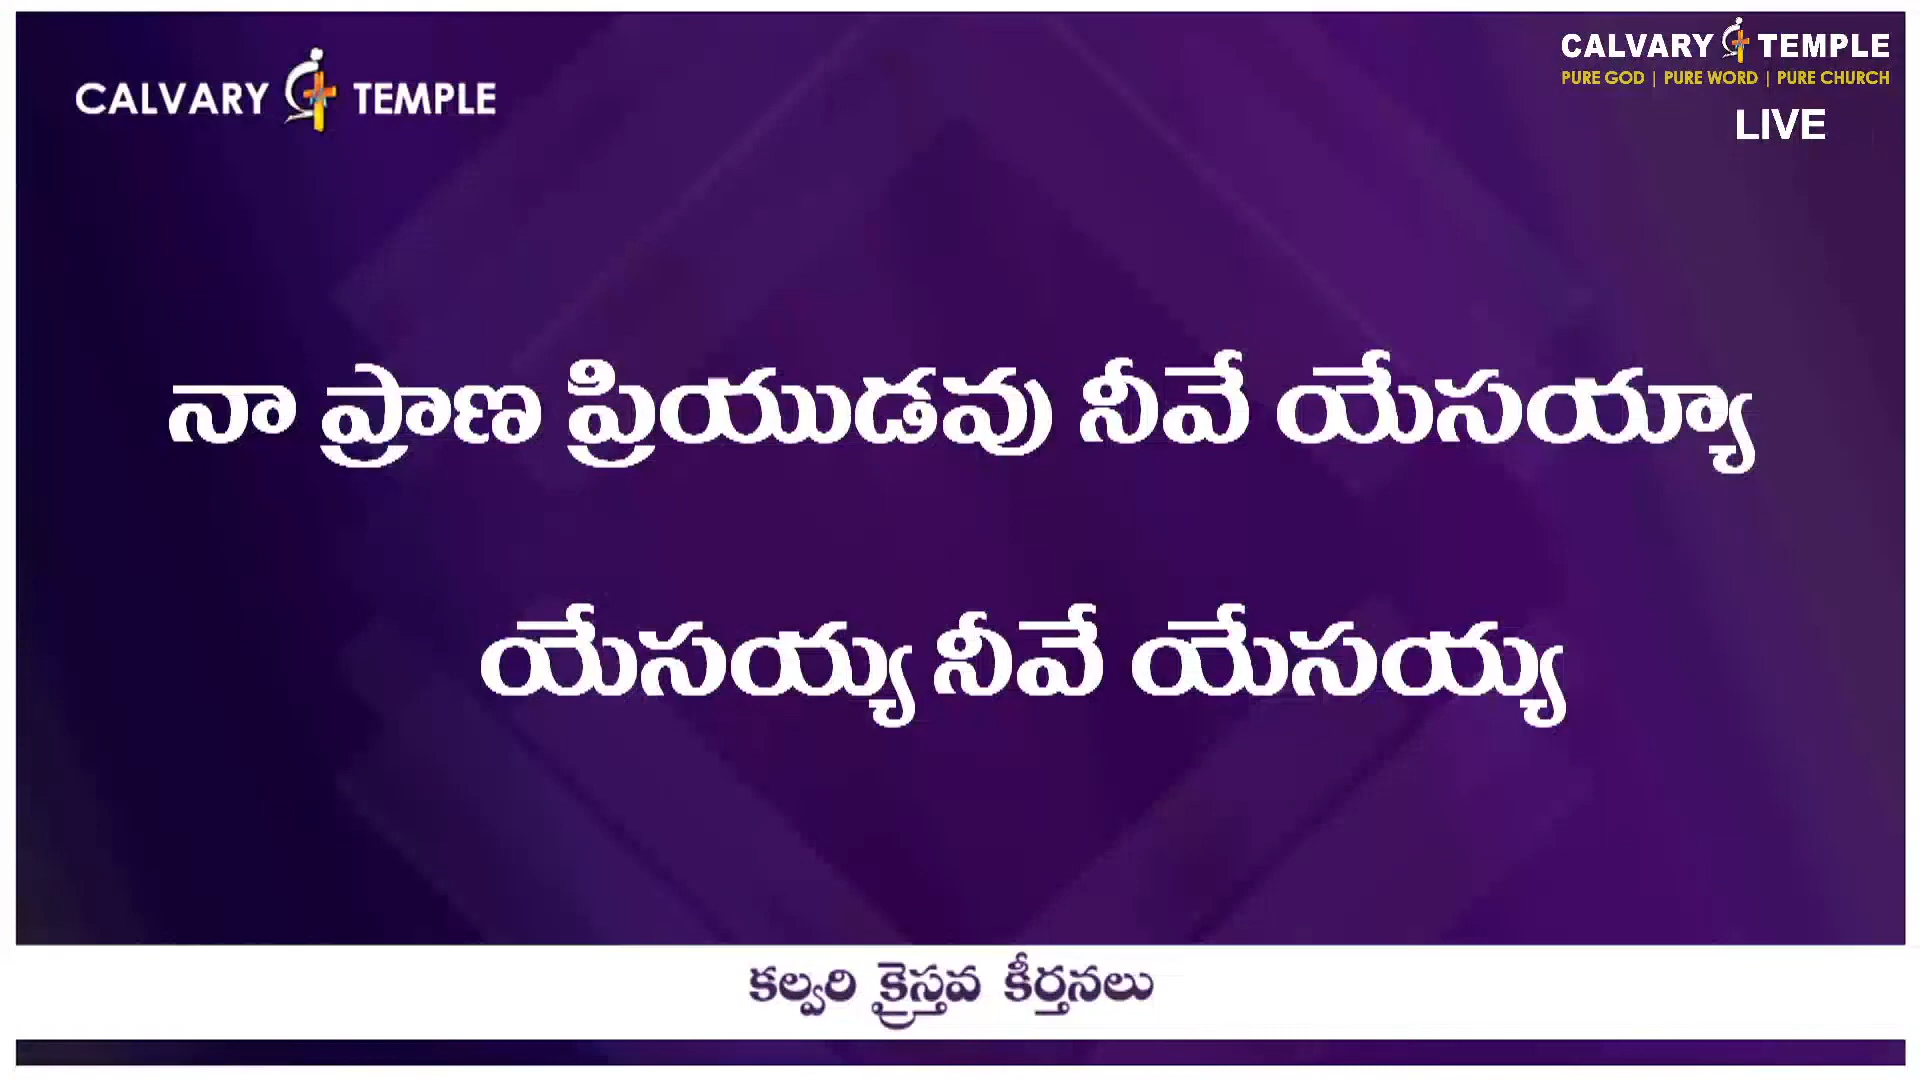 CALVARY TEMPLE
CALVARY TEMPLE
PURE GOD | PURE WORD | PURE CHURCH
LIVE
నా ప్రాణ ప్రియుడవు నీవే యేసయ్యా
యేసయ్య నీవే యేసయ్య
కల్వరి క్రైస్తవ కీర్తనలు